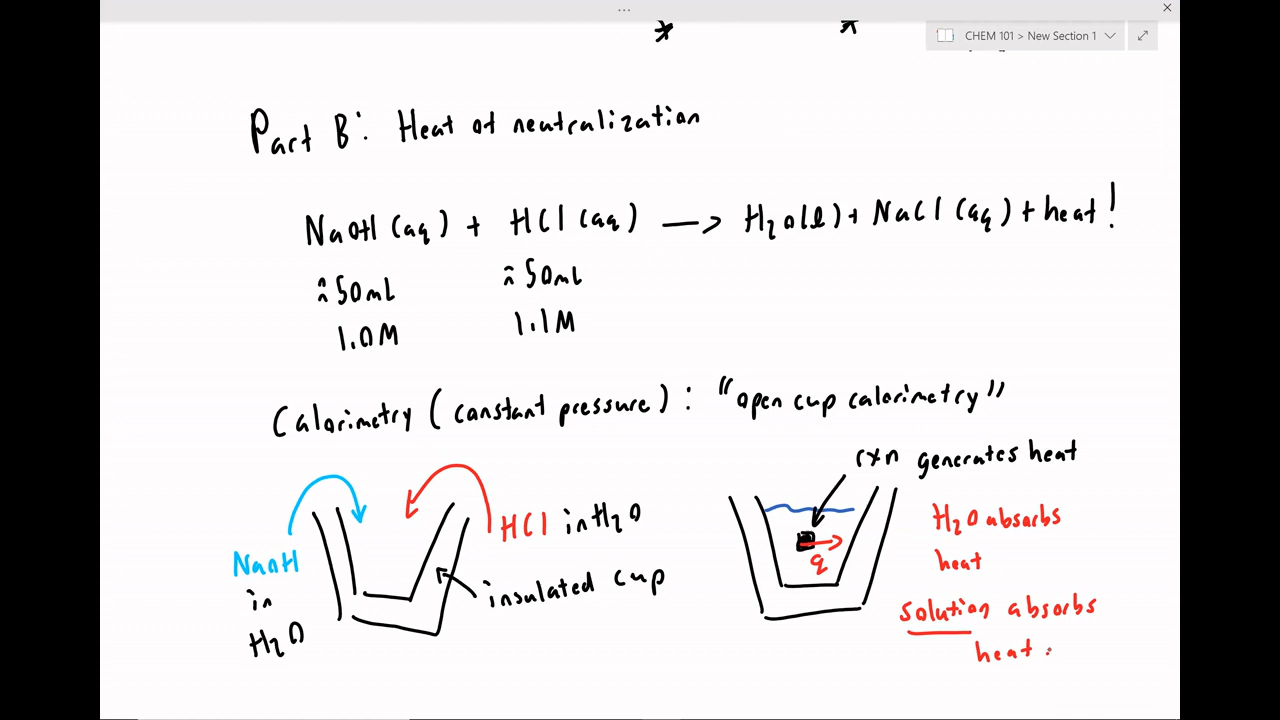 CHEM 101 > New Section 1
Part B: Heat of neutralization
NaOH (aq) + HCl (aq) → H₂O(l) + NaCl (aq) + heat!
≈ 50mL ≈ 50mL
1.0M 1.1M
Calorimetry (constant pressure): "open cup calorimetry"
rxn generates heat
NaOH
in
H₂O
HCl in H₂O
insulated cup
q
H₂O absorbs
heat
solution absorbs
heat.